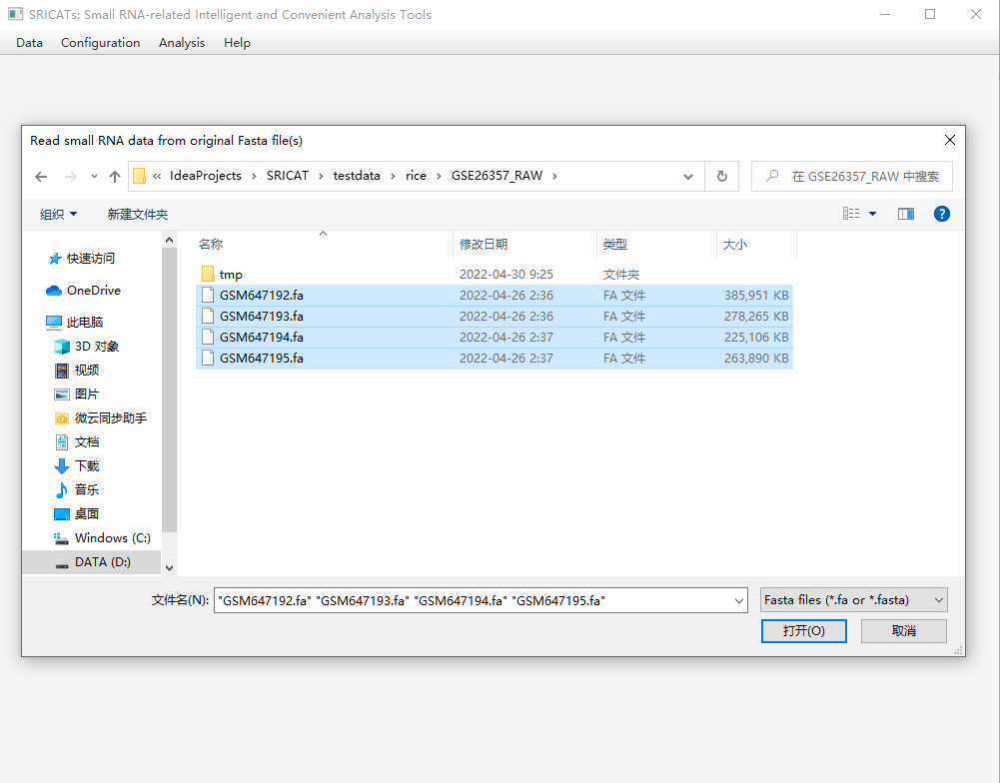 SRICATs: Small RNA-related Intelligent and Convenient Analysis Tools
Data Configuration Analysis Help
Read small RNA data from original Fasta file(s)
« IdeaProjects › SRICAT › testdata › rice › GSE26357_RAW ›
在 GSE26357_RAW 中搜索
组织 新建文件夹
快速访问
OneDrive
此电脑
3D 对象
视频
图片
微云同步助手
文档
下载
音乐
桌面
Windows (C:)
DATA (D:)
名称 修改日期 类型 大小
tmp 2022-04-30 9:25 文件夹
GSM647192.fa 2022-04-26 2:36 FA 文件 385,951 KB
GSM647193.fa 2022-04-26 2:36 FA 文件 278,265 KB
GSM647194.fa 2022-04-26 2:37 FA 文件 225,106 KB
GSM647195.fa 2022-04-26 2:37 FA 文件 263,890 KB
文件名(N): "GSM647192.fa" "GSM647193.fa" "GSM647194.fa" "GSM647195.fa"
Fasta files (*.fa or *.fasta)
打开(O) 取消